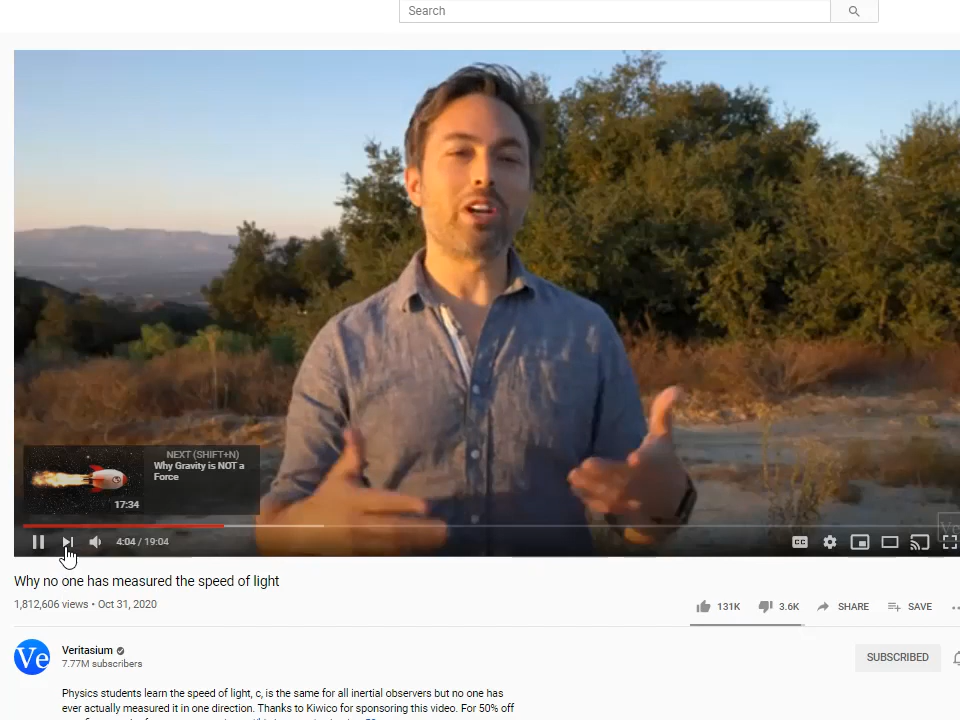 Search
NEXT (SHIFT+N)
Why Gravity is NOT a
Force
17:34
4:04 / 19:04
CC
Why no one has measured the speed of light
1,812,606 views • Oct 31, 2020
131K
3.6K
SHARE
SAVE
Ve
Veritasium
7.77M subscribers
SUBSCRIBED
Physics students learn the speed of light, c, is the same for all inertial observers but no one has
ever actually measured it in one direction. Thanks to Kiwico for sponsoring this video. For 50% off